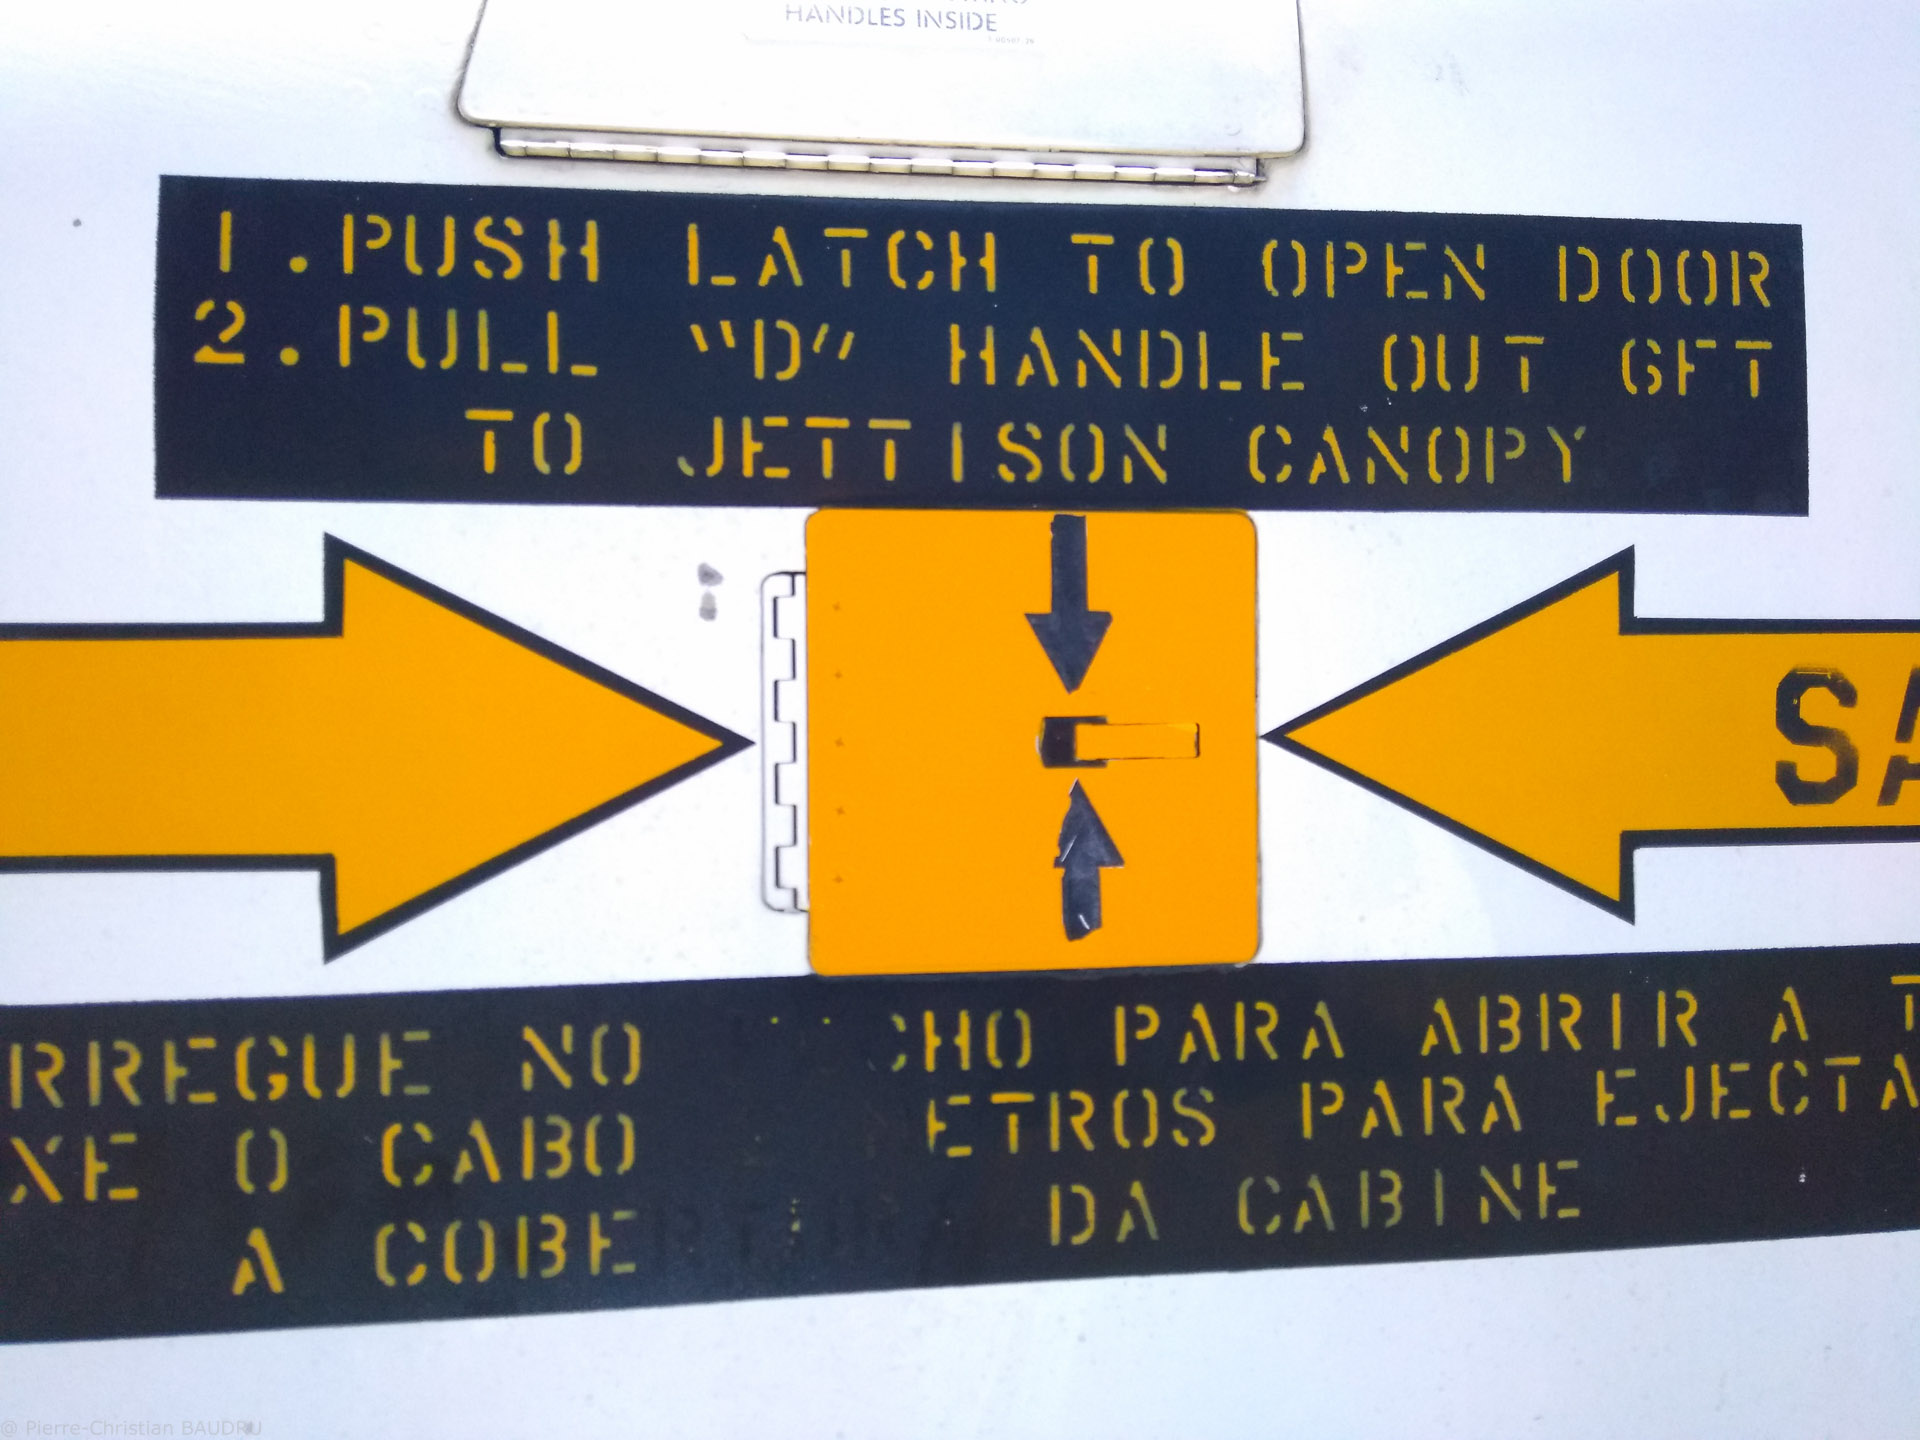 HANDLES INSIDE
1.PUSH LATCH TO OPEN DOOR
2.PULL "D" HANDLE OUT 6FT
TO JETTISON CANOPY
SA
RREGUE NO CHO PARA ABRIR A T
XE O CABO ETROS PARA EJECTA
A COBERTURA DA CABINE
@ Pierre-Christian BAUDRU